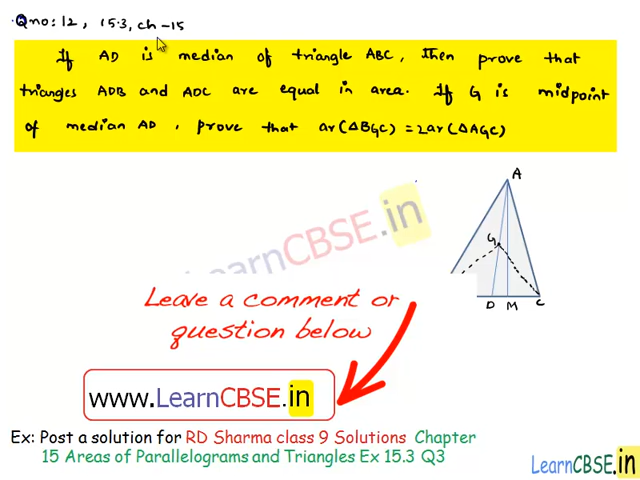 Qno: 12, 15.3, ch-15
If AD is median of triangle ABC, then prove that
triangles ADB and ADC are equal in area. If G is midpoint
of median AD, prove that ar(△BGC) = 2ar(△AGC)
A
G
D M C
LearnCBSE.in
Leave a comment or
question below
www.LearnCBSE.in
Ex: Post a solution for RD Sharma class 9 Solutions Chapter
15 Areas of Parallelograms and Triangles Ex 15.3 Q3
LearnCBSE.in